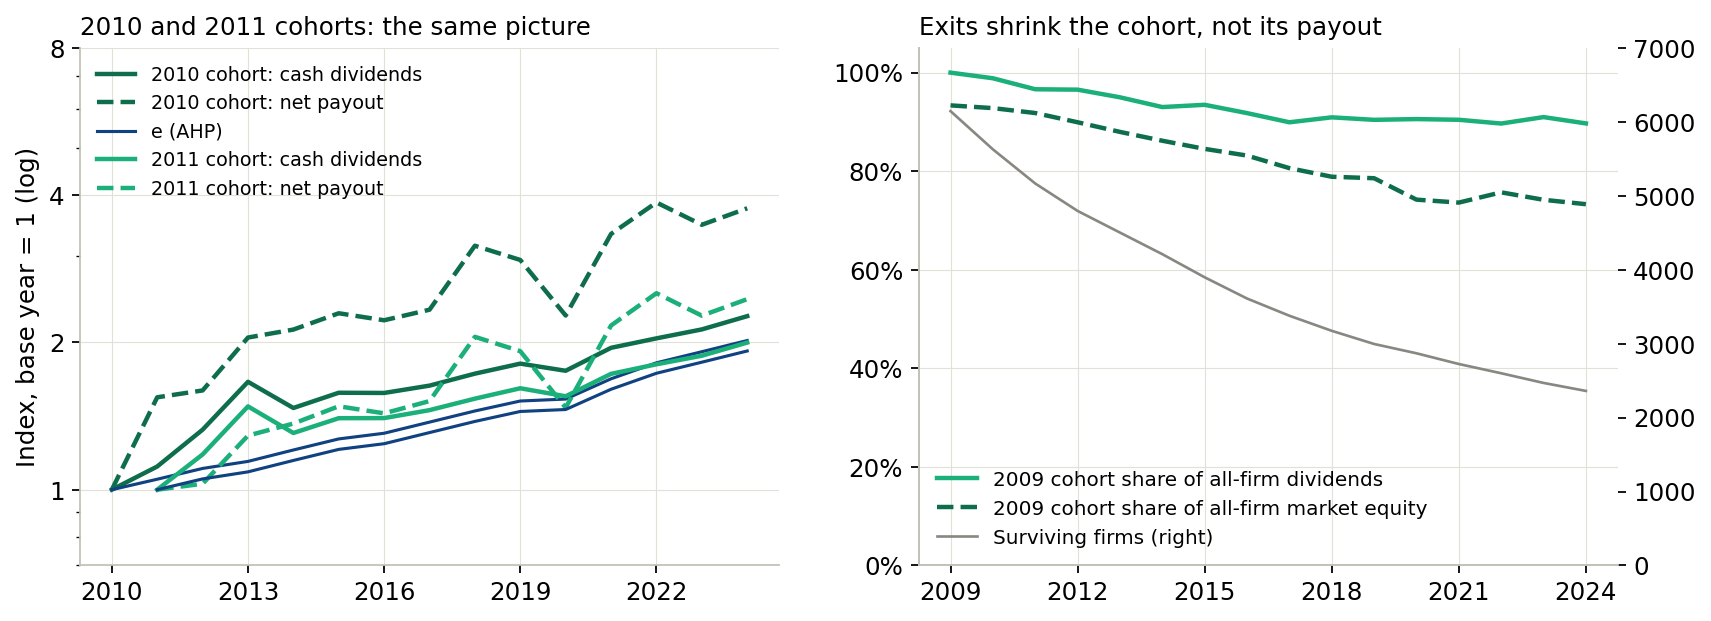 2010 and 2011 cohorts: the same picture
Index, base year = 1 (log)
8
4
2
1
2010 cohort: cash dividends
2010 cohort: net payout
e (AHP)
2011 cohort: cash dividends
2011 cohort: net payout
2010 2013 2016 2019 2022
Exits shrink the cohort, not its payout
100%
80%
60%
40%
20%
0%
2009 cohort share of all-firm dividends
2009 cohort share of all-firm market equity
Surviving firms (right)
7000
6000
5000
4000
3000
2000
1000
0
2009 2012 2015 2018 2021 2024